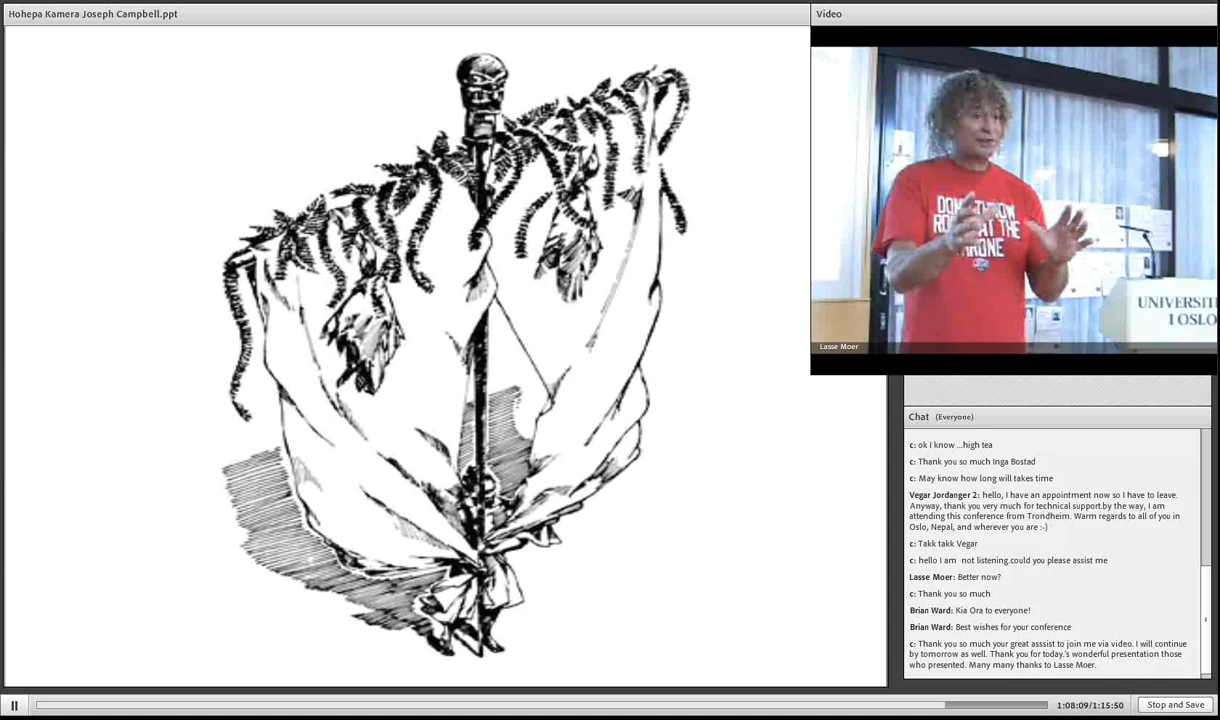 Hohepa Kamera Joseph Campbell.ppt
Video
DON'T THROW
ROCKS AT THE
THRONE
UNIVERSIT
I OSLO
Lasse Moer
Chat (Everyone)
c: ok I know ...high tea
c: Thank you so much Inga Bostad
c: May know how long will takes time
Vegar Jordanger 2: hello, I have an appointment now so I have to leave.
Anyway, thank you very much for technical support.by the way, I am
attending this conference from Trondheim. Warm regards to all of you in
Oslo, Nepal, and wherever you are :-)
c: Takk takk Vegar
c: hello I am not listening.could you please assist me
Lasse Moer: Better now?
c: Thank you so much
Brian Ward: Kia Ora to everyone!
Brian Ward: Best wishes for your conference
c: Thank you so much your great asssist to join me via video. I will continue
by tomorrow as well. Thank you for today.'s wonderful presentation those
who presented. Many many thanks to Lasse Moer.
1:08:09/1:15:50
Stop and Save